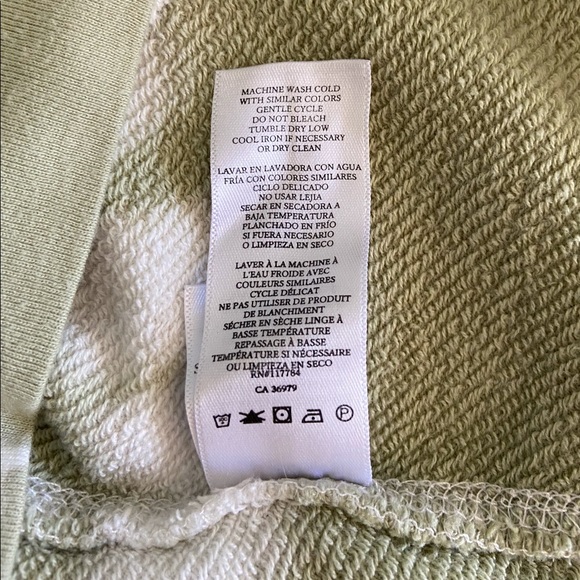 MACHINE WASH COLD
WITH SIMILAR COLORS
GENTLE CYCLE
DO NOT BLEACH
TUMBLE DRY LOW
COOL IRON IF NECESSARY
OR DRY CLEAN
LAVAR EN LAVADORA CON AGUA
FRÍA CON COLORES SIMILARES
CICLO DELICADO
NO USAR LEJIA
SECAR EN SECADORA A
BAJA TEMPERATURA
PLANCHADO EN FRÍO
SI FUERA NECESARIO
O LIMPIEZA EN SECO
LAVER À LA MACHINE À
L'EAU FROIDE AVEC
COULEURS SIMILAIRES
CYCLE DÉLICAT
NE PAS UTILISER DE PRODUIT
DE BLANCHIMENT
SÉCHER EN SÈCHE LINGE À
BASSE TEMPÉRATURE
REPASSAGE À BASSE
TEMPÉRATURE SI NÉCESSAIRE
OU LIMPIEZA EN SECO
RN#117784
CA 36979
P